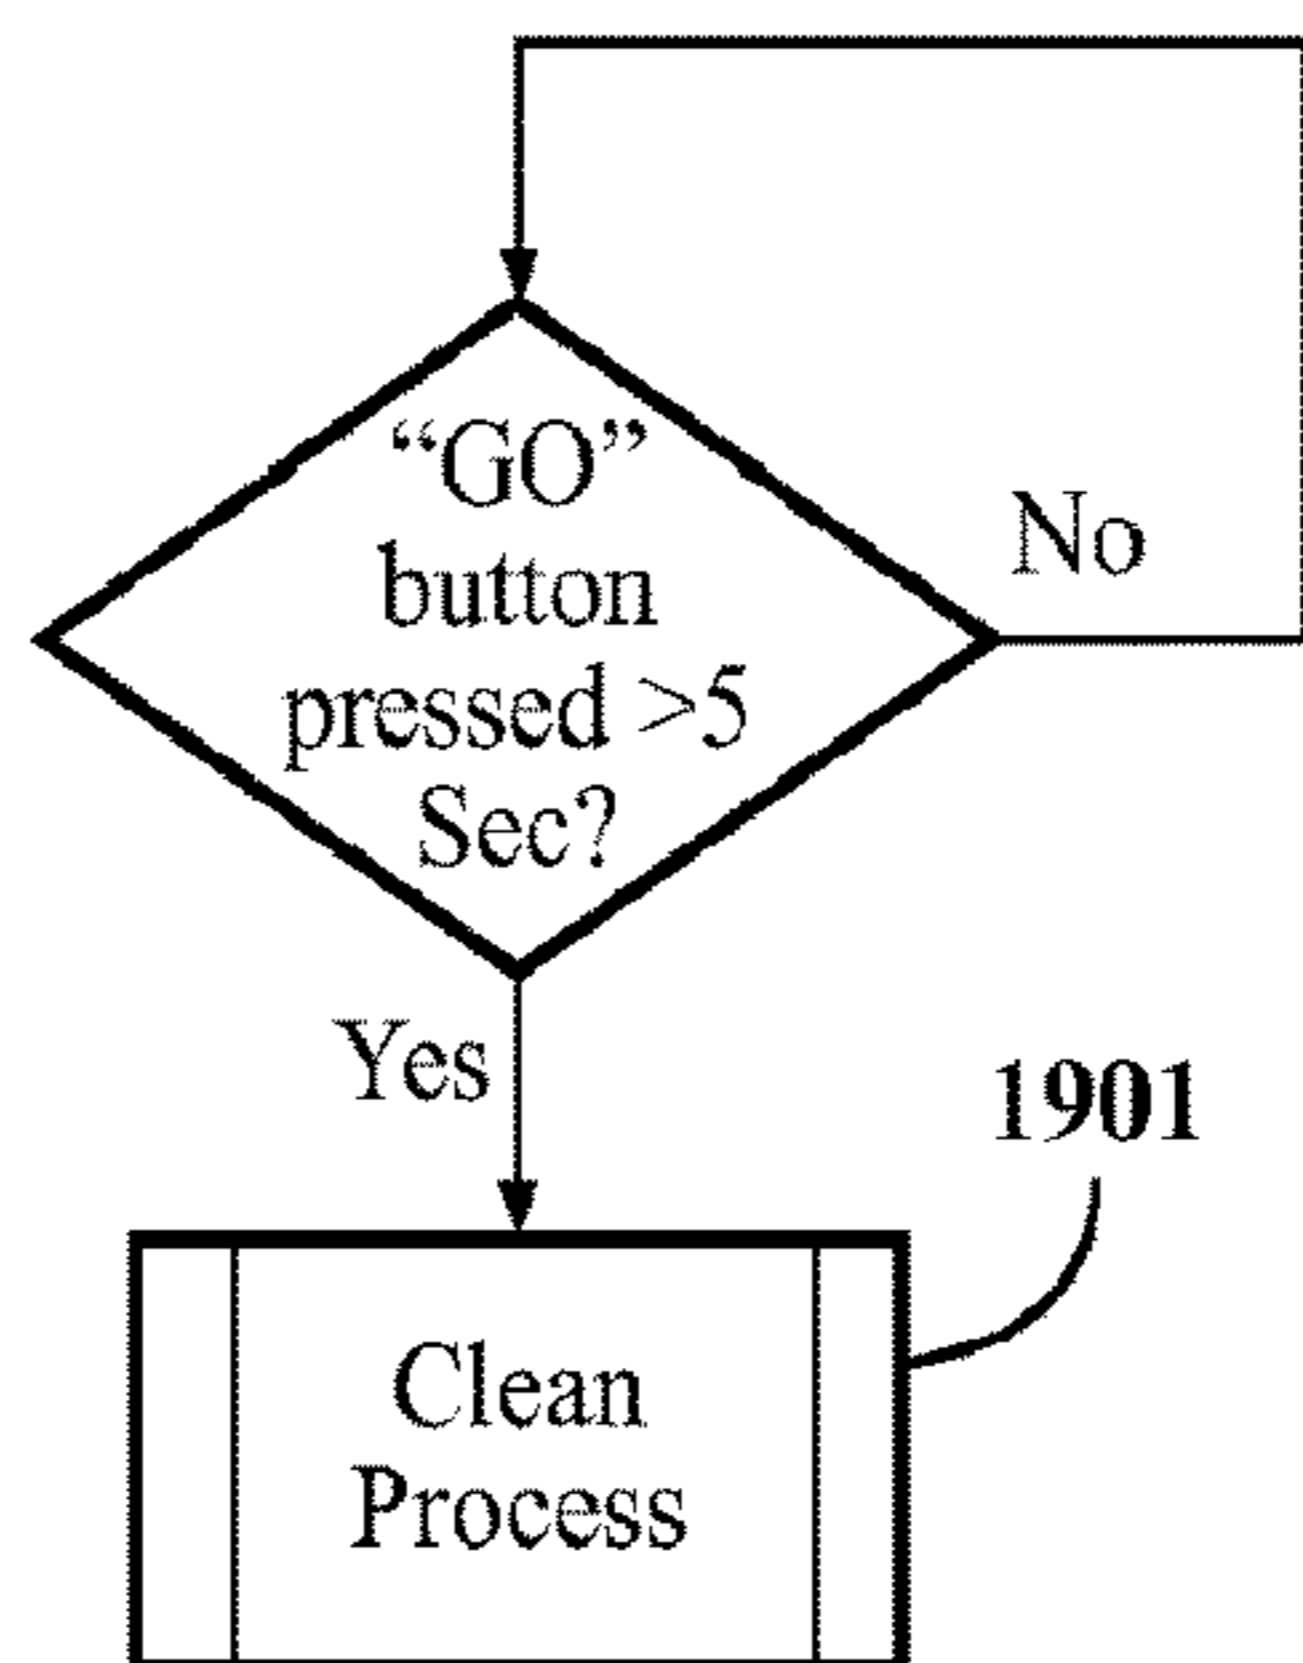 “GO”
button
pressed >5
Sec?
No
Yes
1901
Clean
Process